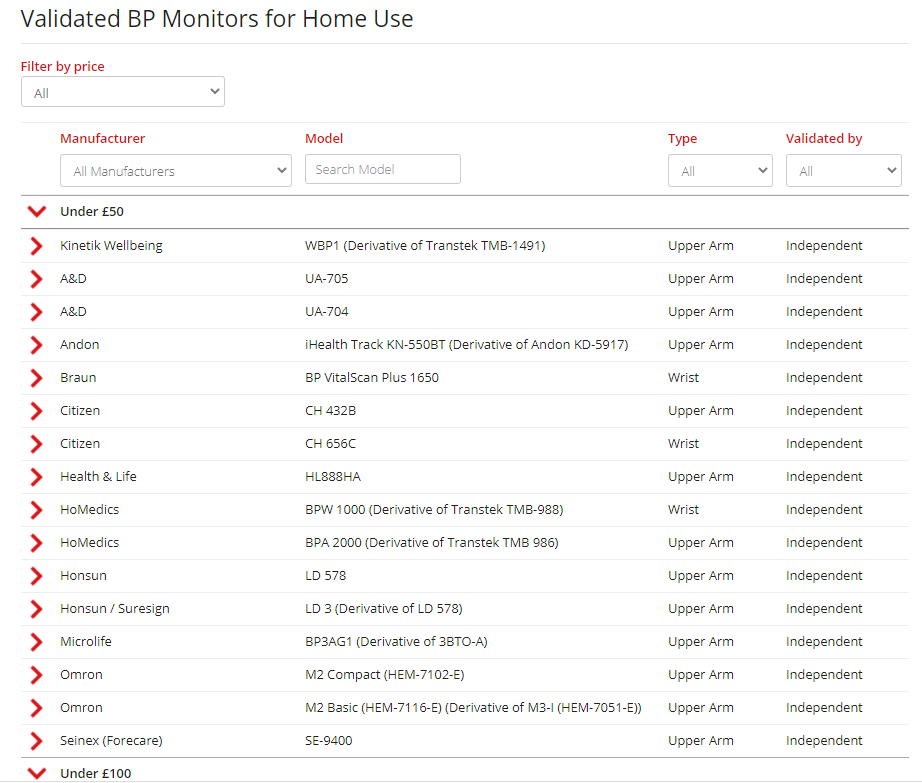 Validated BP Monitors for Home Use
Filter by price
All
Manufacturer Model Type Validated by
All Manufacturers Search Model All All
Under £50
Kinetik Wellbeing WBP1 (Derivative of Transtek TMB-1491) Upper Arm Independent
A&D UA-705 Upper Arm Independent
A&D UA-704 Upper Arm Independent
Andon iHealth Track KN-550BT (Derivative of Andon KD-5917) Upper Arm Independent
Braun BP VitalScan Plus 1650 Wrist Independent
Citizen CH 432B Upper Arm Independent
Citizen CH 656C Wrist Independent
Health & Life HL888HA Upper Arm Independent
HoMedics BPW 1000 (Derivative of Transtek TMB-988) Wrist Independent
HoMedics BPA 2000 (Derivative of Transtek TMB 986) Upper Arm Independent
Honsun LD 578 Upper Arm Independent
Honsun / Suresign LD 3 (Derivative of LD 578) Upper Arm Independent
Microlife BP3AG1 (Derivative of 3BTO-A) Upper Arm Independent
Omron M2 Compact (HEM-7102-E) Upper Arm Independent
Omron M2 Basic (HEM-7116-E) (Derivative of M3-I (HEM-7051-E)) Upper Arm Independent
Seinex (Forecare) SE-9400 Upper Arm Independent
Under £100